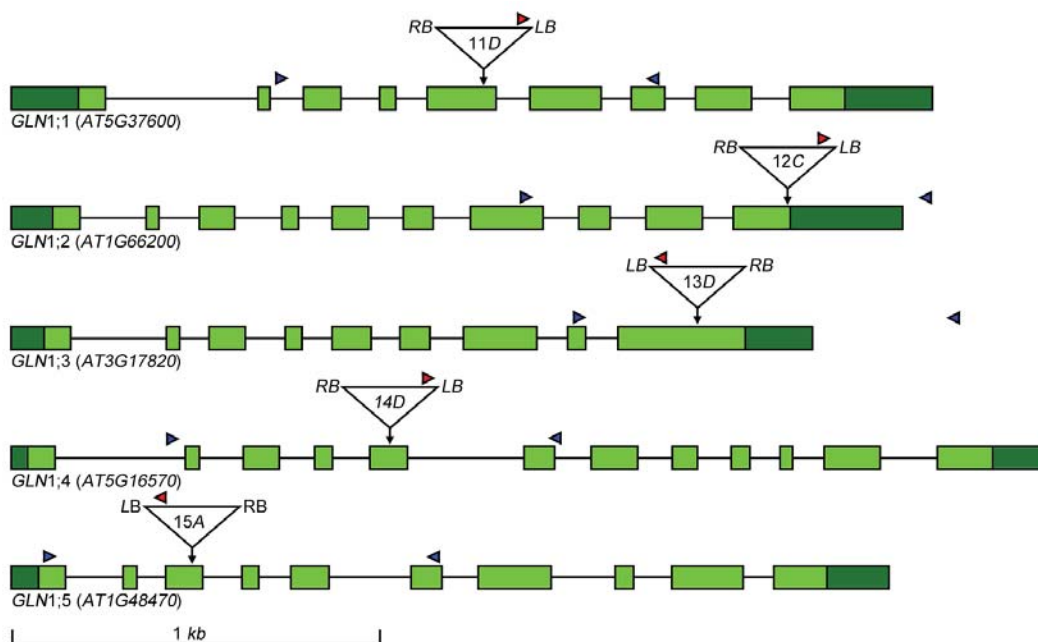 RB LB
11D
GLN1;1 (AT5G37600)
RB LB
12C
GLN1;2 (AT1G66200)
LB RB
13D
GLN1;3 (AT3G17820)
RB LB
14D
GLN1;4 (AT5G16570)
LB RB
15A
GLN1;5 (AT1G48470)
1 kb